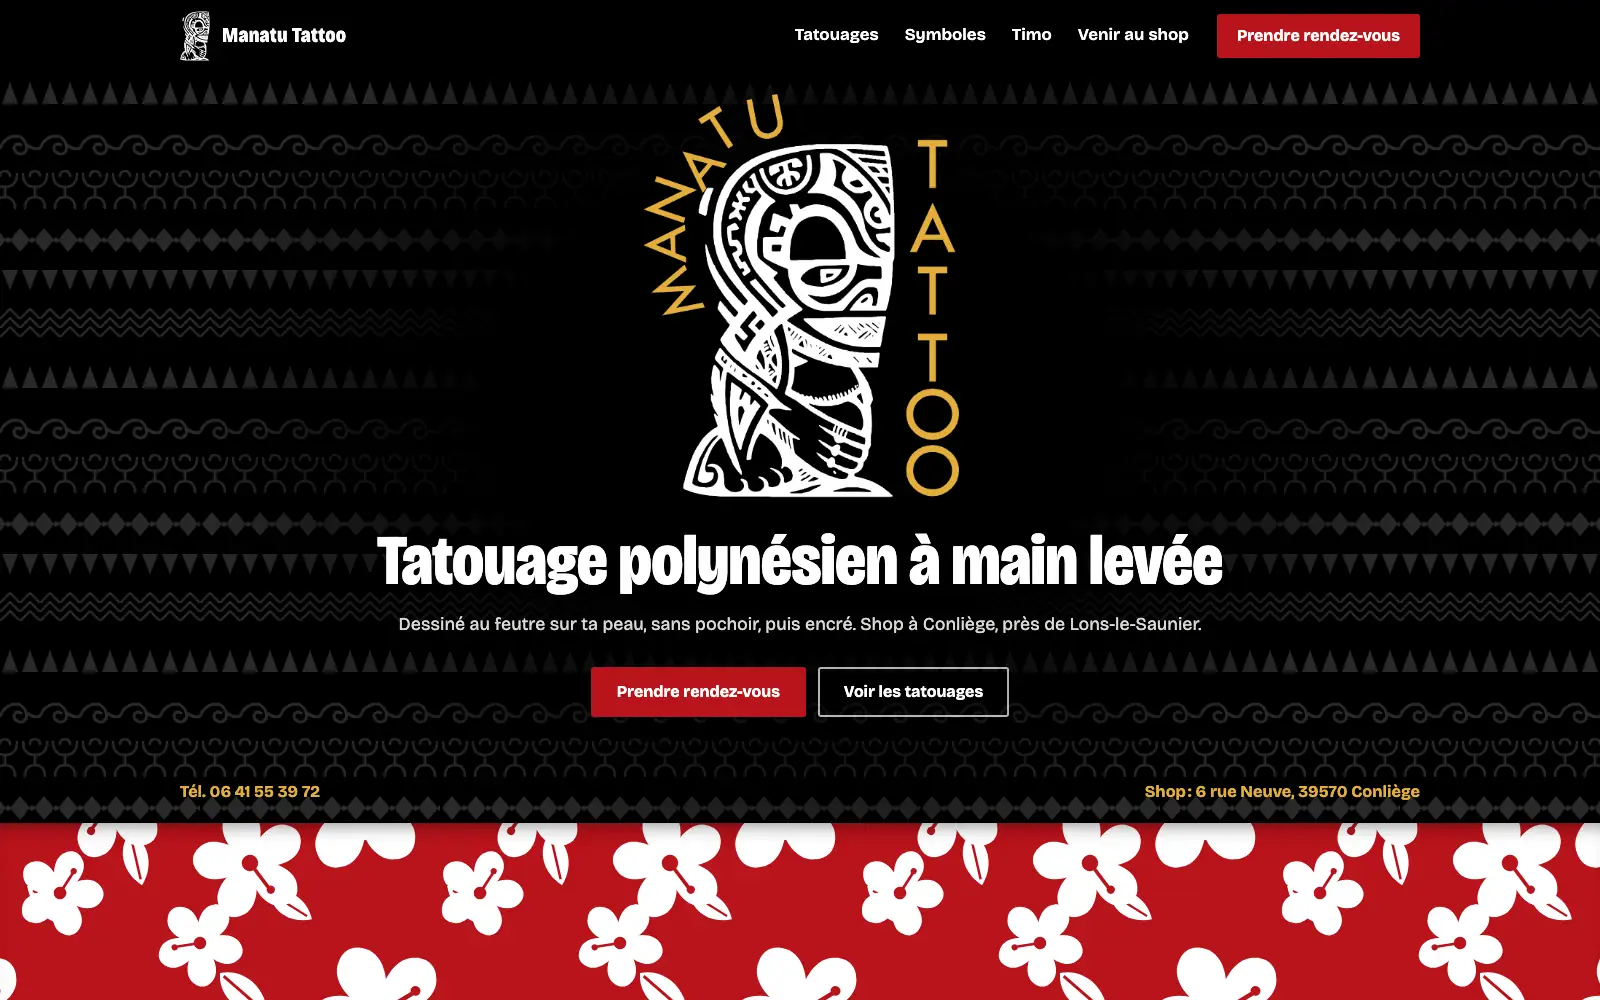 Manatu Tattoo
Tatouages
Symboles
Timo
Venir au shop
Prendre rendez-vous
MANATU
TATTOO
Tatouage polynésien à main levée
Dessiné au feutre sur ta peau, sans pochoir, puis encré. Shop à Conliège, près de Lons-le-Saunier.
Prendre rendez-vous
Voir les tatouages
Tél. 06 41 55 39 72
Shop : 6 rue Neuve, 39570 Conliège